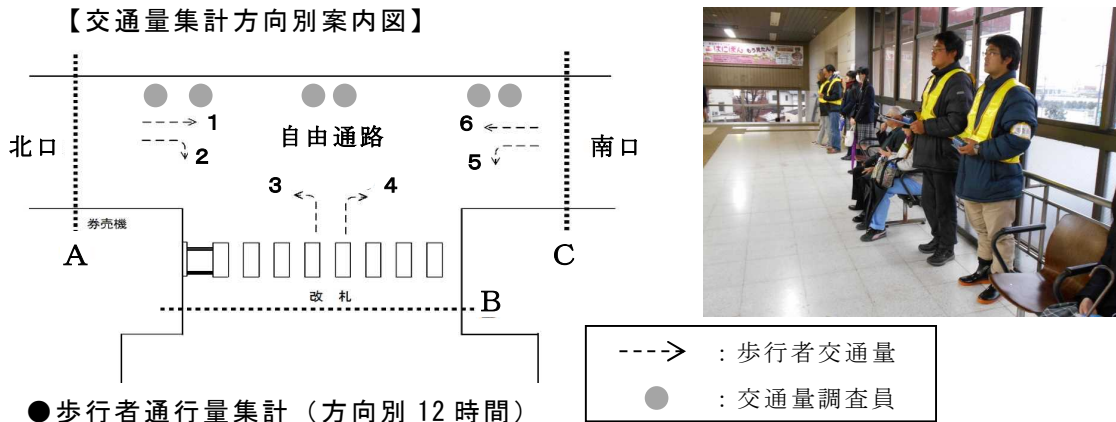 【交通量集計方向別案内図】
北口
1
2
自由通路
6
5
南口
3
4
券売機
A
C
改札
B
- - - -> : 歩行者交通量
● : 交通量調査員
●歩行者通行量集計(方向別 12 時間)